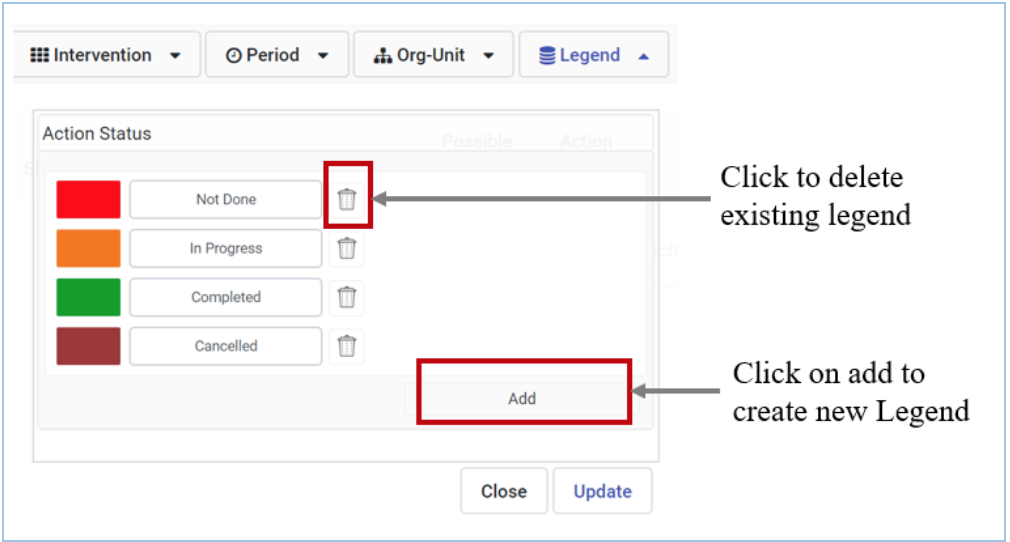 Intervention
Period
Org-Unit
Legend
Action Status
Possible Action
Not Done
In Progress
Completed
Cancelled
Add
Close
Update
Click to delete
existing legend
Click on add to
create new Legend